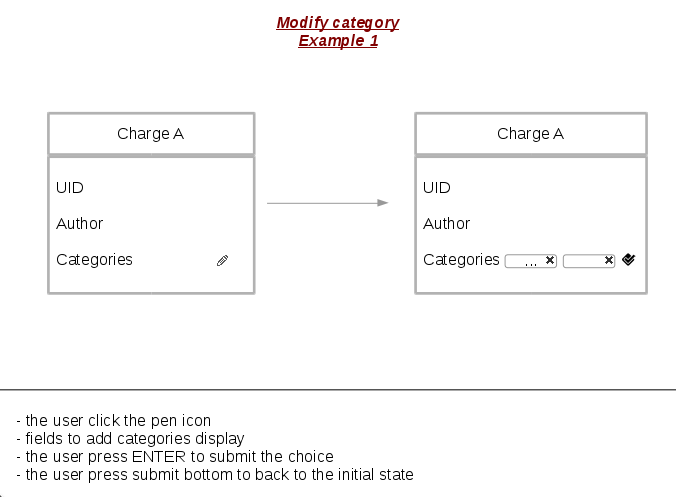 Modify category
Example 1
Charge A
UID
Author
Categories
Charge A
UID
Author
Categories ...
- the user click the pen icon
- fields to add categories display
- the user press ENTER to submit the choice
- the user press submit bottom to back to the initial state